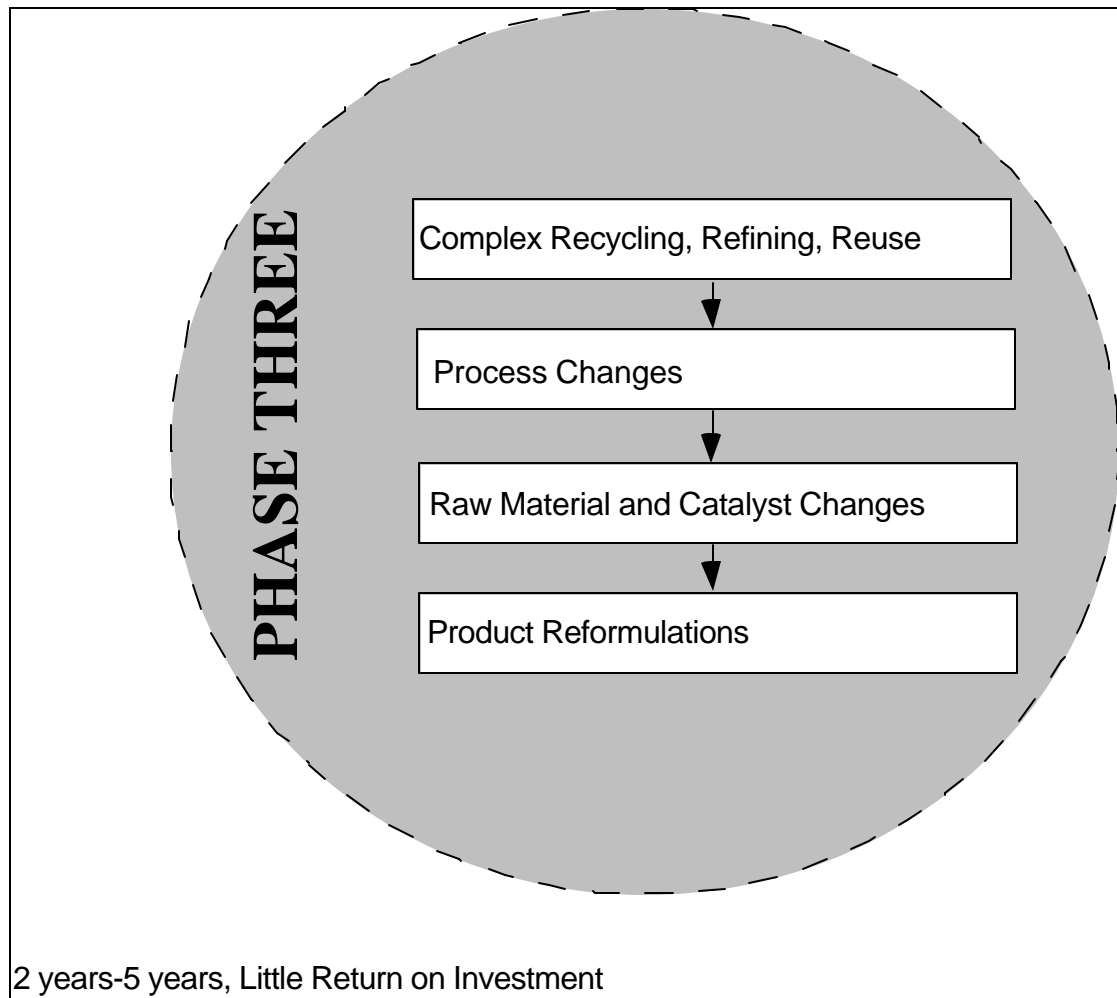 PHASE THREE
Complex Recycling, Refining, Reuse
Process Changes
Raw Material and Catalyst Changes
Product Reformulations
2 years-5 years, Little Return on Investment